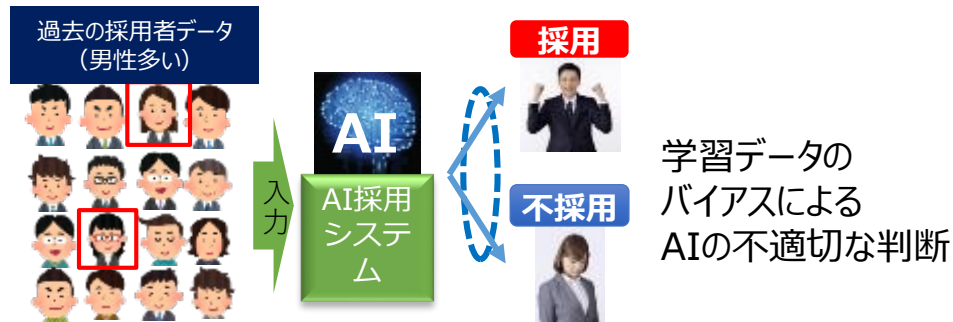 過去の採用者データ
（男性多い）
入力
AI
AI採用
システ
ム
採用
不採用
学習データの
バイアスによる
AIの不適切な判断